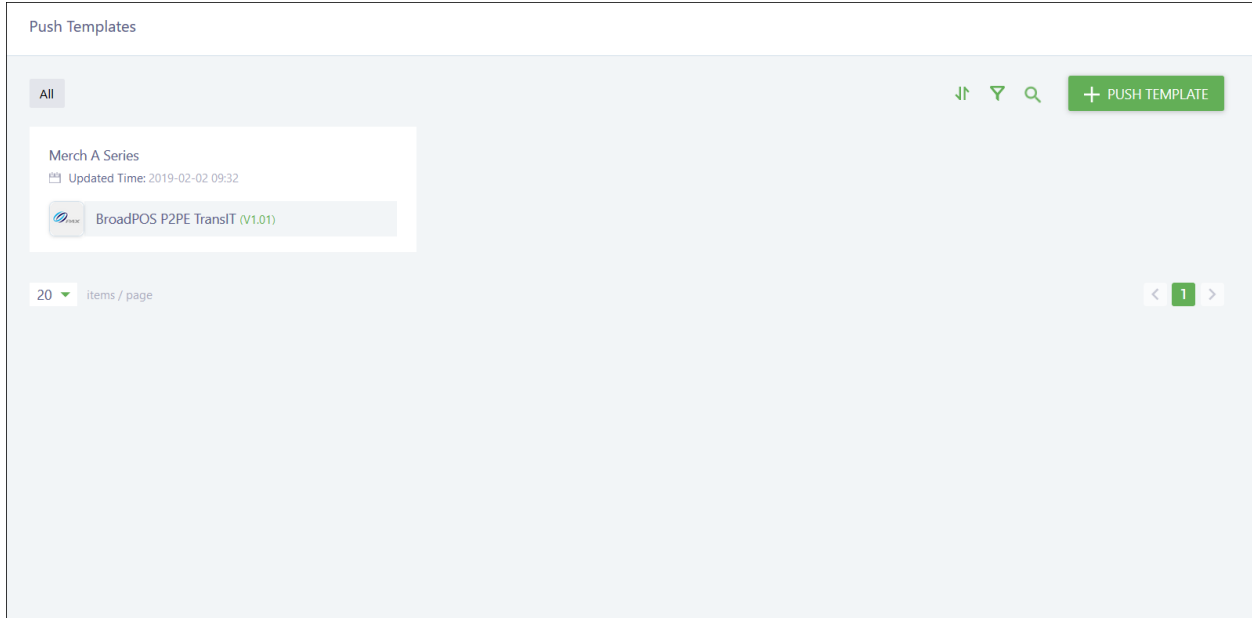 Push Templates
All
PUSH TEMPLATE
Merch A Series
Updated Time: 2019-02-02 09:32
BroadPOS P2PE TransIT (V1.01)
20 items / page
1